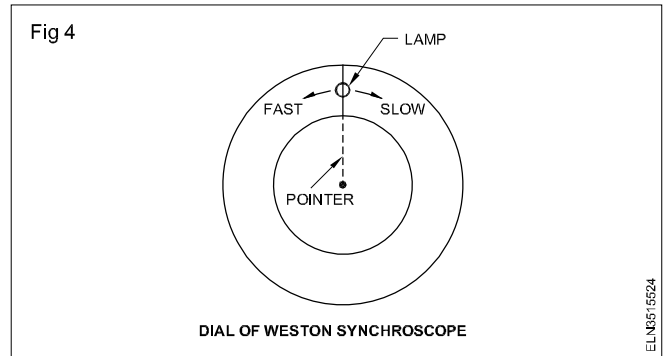 Fig 4
LAMP
FAST
SLOW
POINTER
DIAL OF WESTON SYNCHROSCOPE
ELN3515524